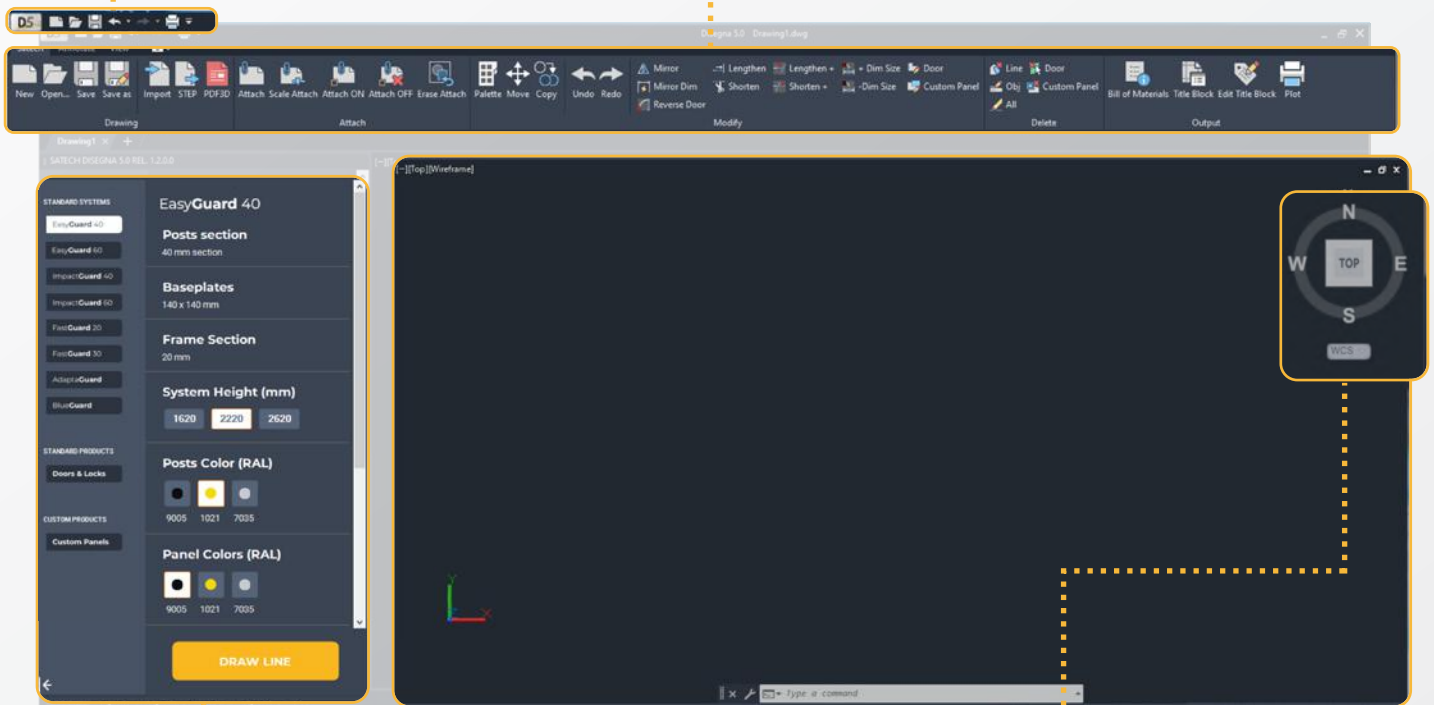 D5
Disegna 5.0 Drawing1.dwg
Satech Annotate View
New Open... Save Save as Import STEP PDF3D Attach Scale Attach Attach ON Attach OFF Erase Attach Palette Move Copy Undo Redo
Mirror Lengthen Lengthen + + Dim Size Door
Mirror Dim Shorten Shorten + -Dim Size Custom Panel
Reverse Door
Line Door
Obj Custom Panel
All
Bill of Materials Title Block Edit Title Block Plot
Drawing Attach Modify Delete Output
Drawing1 × +
SATECH DISEGNA 5.0 REL. 1.2.0.0
STANDARD SYSTEMS
EasyGuard 40
EasyGuard 60
ImpactGuard 40
ImpactGuard 60
FastGuard 20
FastGuard 30
AdaptaGuard
BlueGuard
STANDARD PRODUCTS
Doors & Locks
CUSTOM PRODUCTS
Custom Panels
EasyGuard 40
Posts section
40 mm section
Baseplates
140 x 140 mm
Frame Section
20 mm
System Height (mm)
1620 2220 2620
Posts Color (RAL)
9005 1021 7035
Panel Colors (RAL)
9005 1021 7035
DRAW LINE
[−][Top][Wireframe]
N
W TOP E
S
WCS
Y
X
Type a command